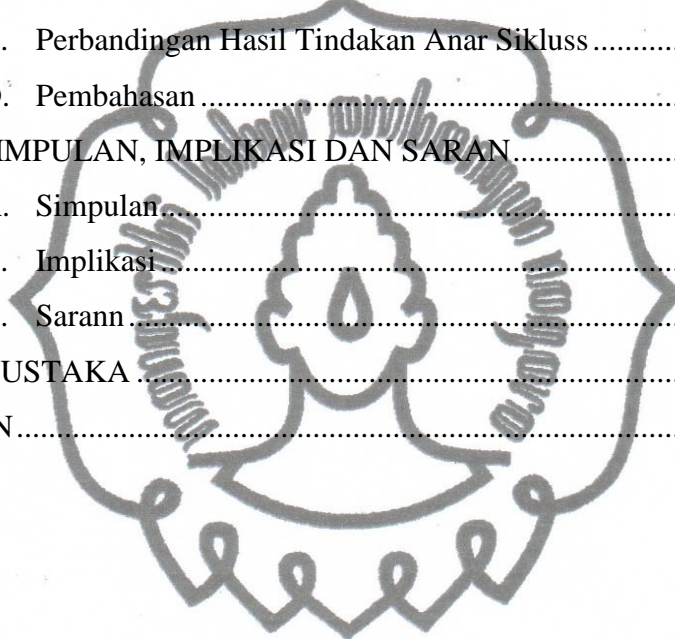 . Perbandingan Hasil Tindakan Anar Sikluss ....................
. Pembahasan ....................
IMPULAN, IMPLIKASI DAN SARAN ....................
. Simpulan ....................
. Implikasi ....................
. Sarann ....................
USTAKA ....................
N ....................